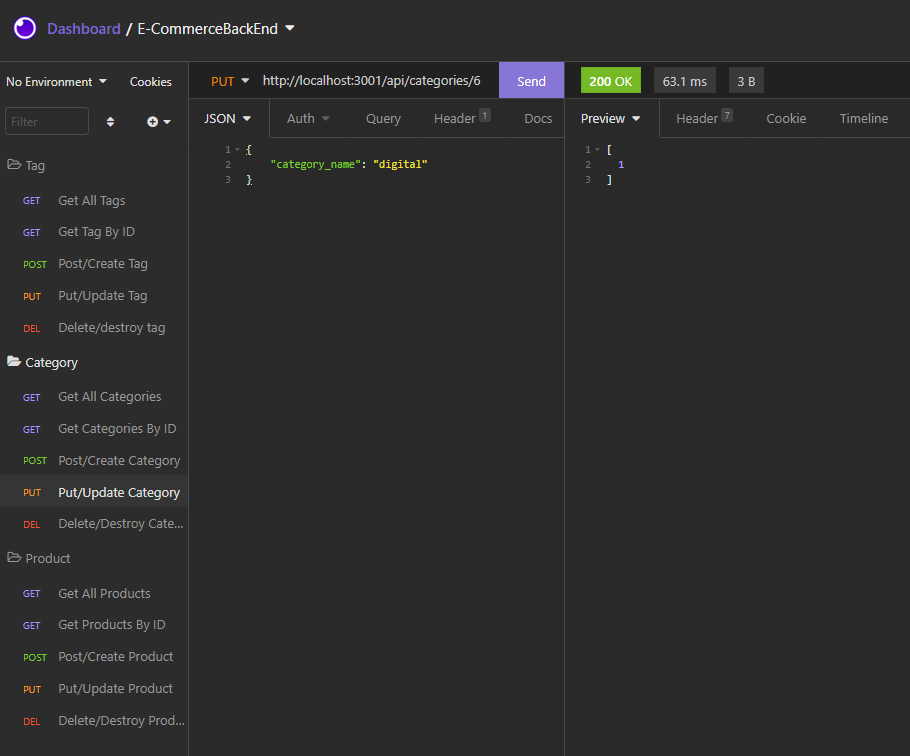 Dashboard / E-CommerceBackEnd
No Environment Cookies
Filter
Tag
GET Get All Tags
GET Get Tag By ID
POST Post/Create Tag
PUT Put/Update Tag
DEL Delete/destroy tag
Category
GET Get All Categories
GET Get Categories By ID
POST Post/Create Category
PUT Put/Update Category
DEL Delete/Destroy Cate...
Product
GET Get All Products
GET Get Products By ID
POST Post/Create Product
PUT Put/Update Product
DEL Delete/Destroy Prod...
PUT http://localhost:3001/api/categories/6 Send
JSON Auth Query Header 1 Docs
1 {
2 "category_name": "digital"
3 }
200 OK 63.1 ms 3 B
Preview Header 7 Cookie Timeline
1 [
2 1
3 ]